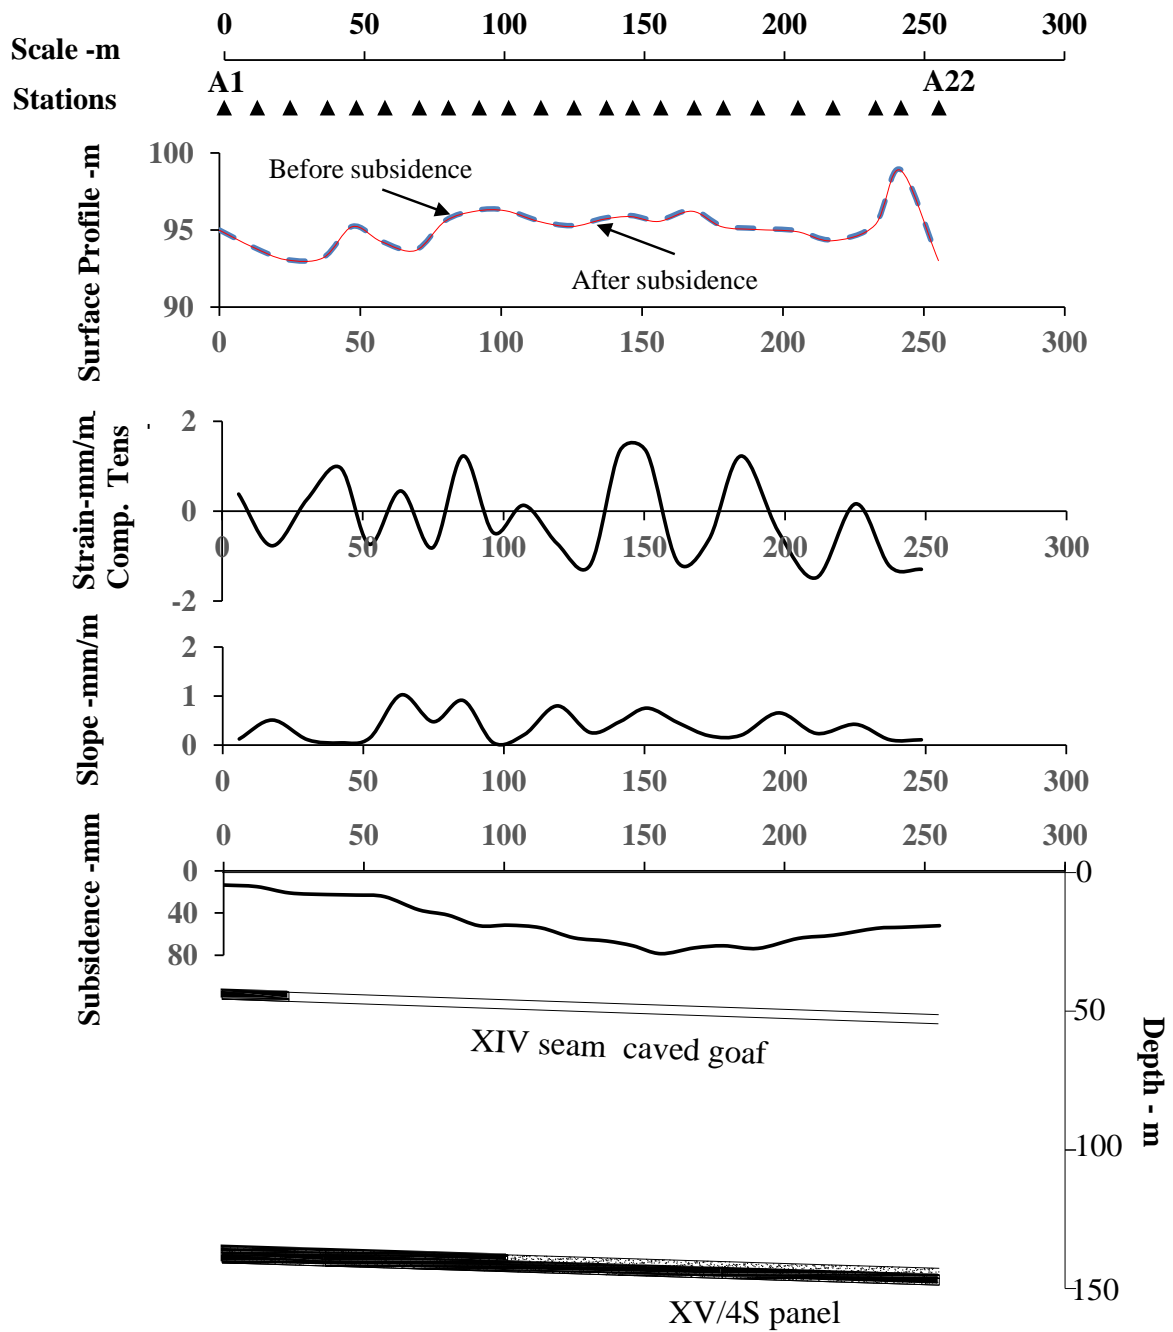 0 50 100 150 200 250 300
Scale -m
A1 A22
Stations
Surface Profile -m
100
95
90
Before subsidence
After subsidence
0 50 100 150 200 250 300
Strain-mm/m
Comp. Tens
2
0
-2
0 50 100 150 200 250 300
Slope -mm/m
2
1
0
0 50 100 150 200 250 300
Subsidence -mm
0 50 100 150 200 250 300
0
40
80
0
50
100
150
Depth - m
XIV seam caved goaf
XV/4S panel